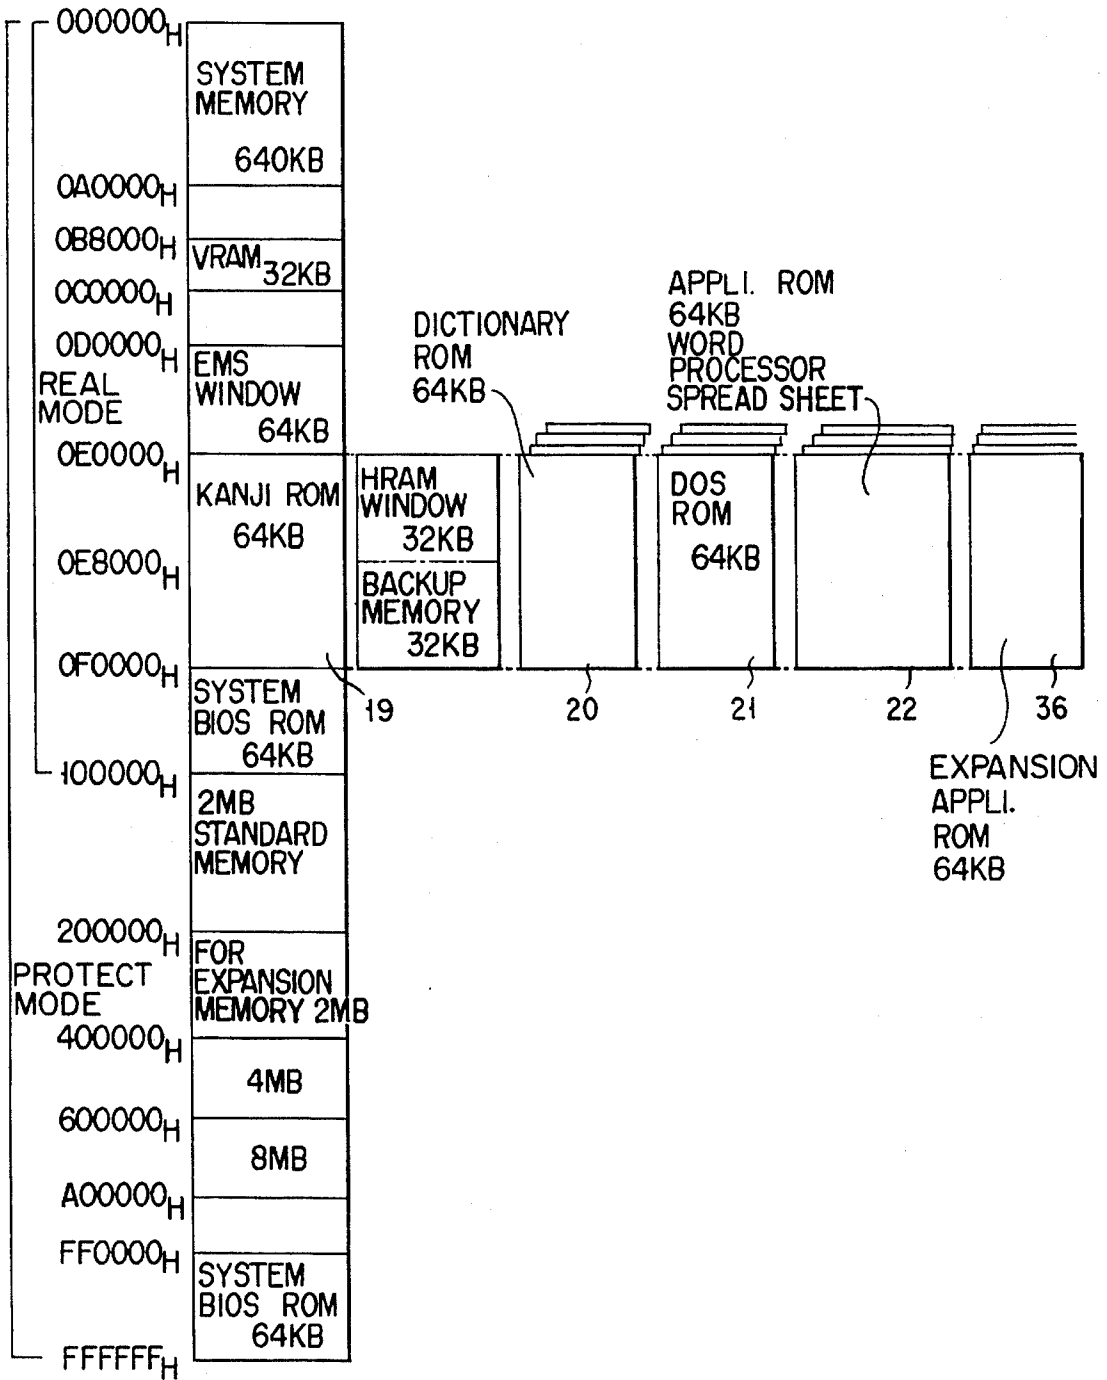 000000H
SYSTEM
MEMORY
640KB
0A0000H
0B8000H
VRAM 32KB
0C0000H
0D0000H
EMS
WINDOW
64KB
REAL
MODE
0E0000H
KANJI ROM
64KB
0E8000H
0F0000H
HRAM
WINDOW
32KB
BACKUP
MEMORY
32KB
DICTIONARY
ROM
64KB
APPLI. ROM
64KB
WORD
PROCESSOR
SPREAD SHEET
DOS
ROM
64KB
19
20
21
22
36
EXPANSION
APPLI.
ROM
64KB
SYSTEM
BIOS ROM
64KB
100000H
2MB
STANDARD
MEMORY
200000H
FOR
EXPANSION
MEMORY 2MB
PROTECT
MODE
400000H
4MB
600000H
8MB
A00000H
FF0000H
SYSTEM
BIOS ROM
64KB
FFFFFFH